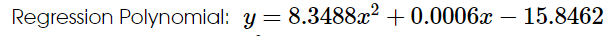 Regression Polynomial: y = 8.3488x² + 0.0006x − 15.8462